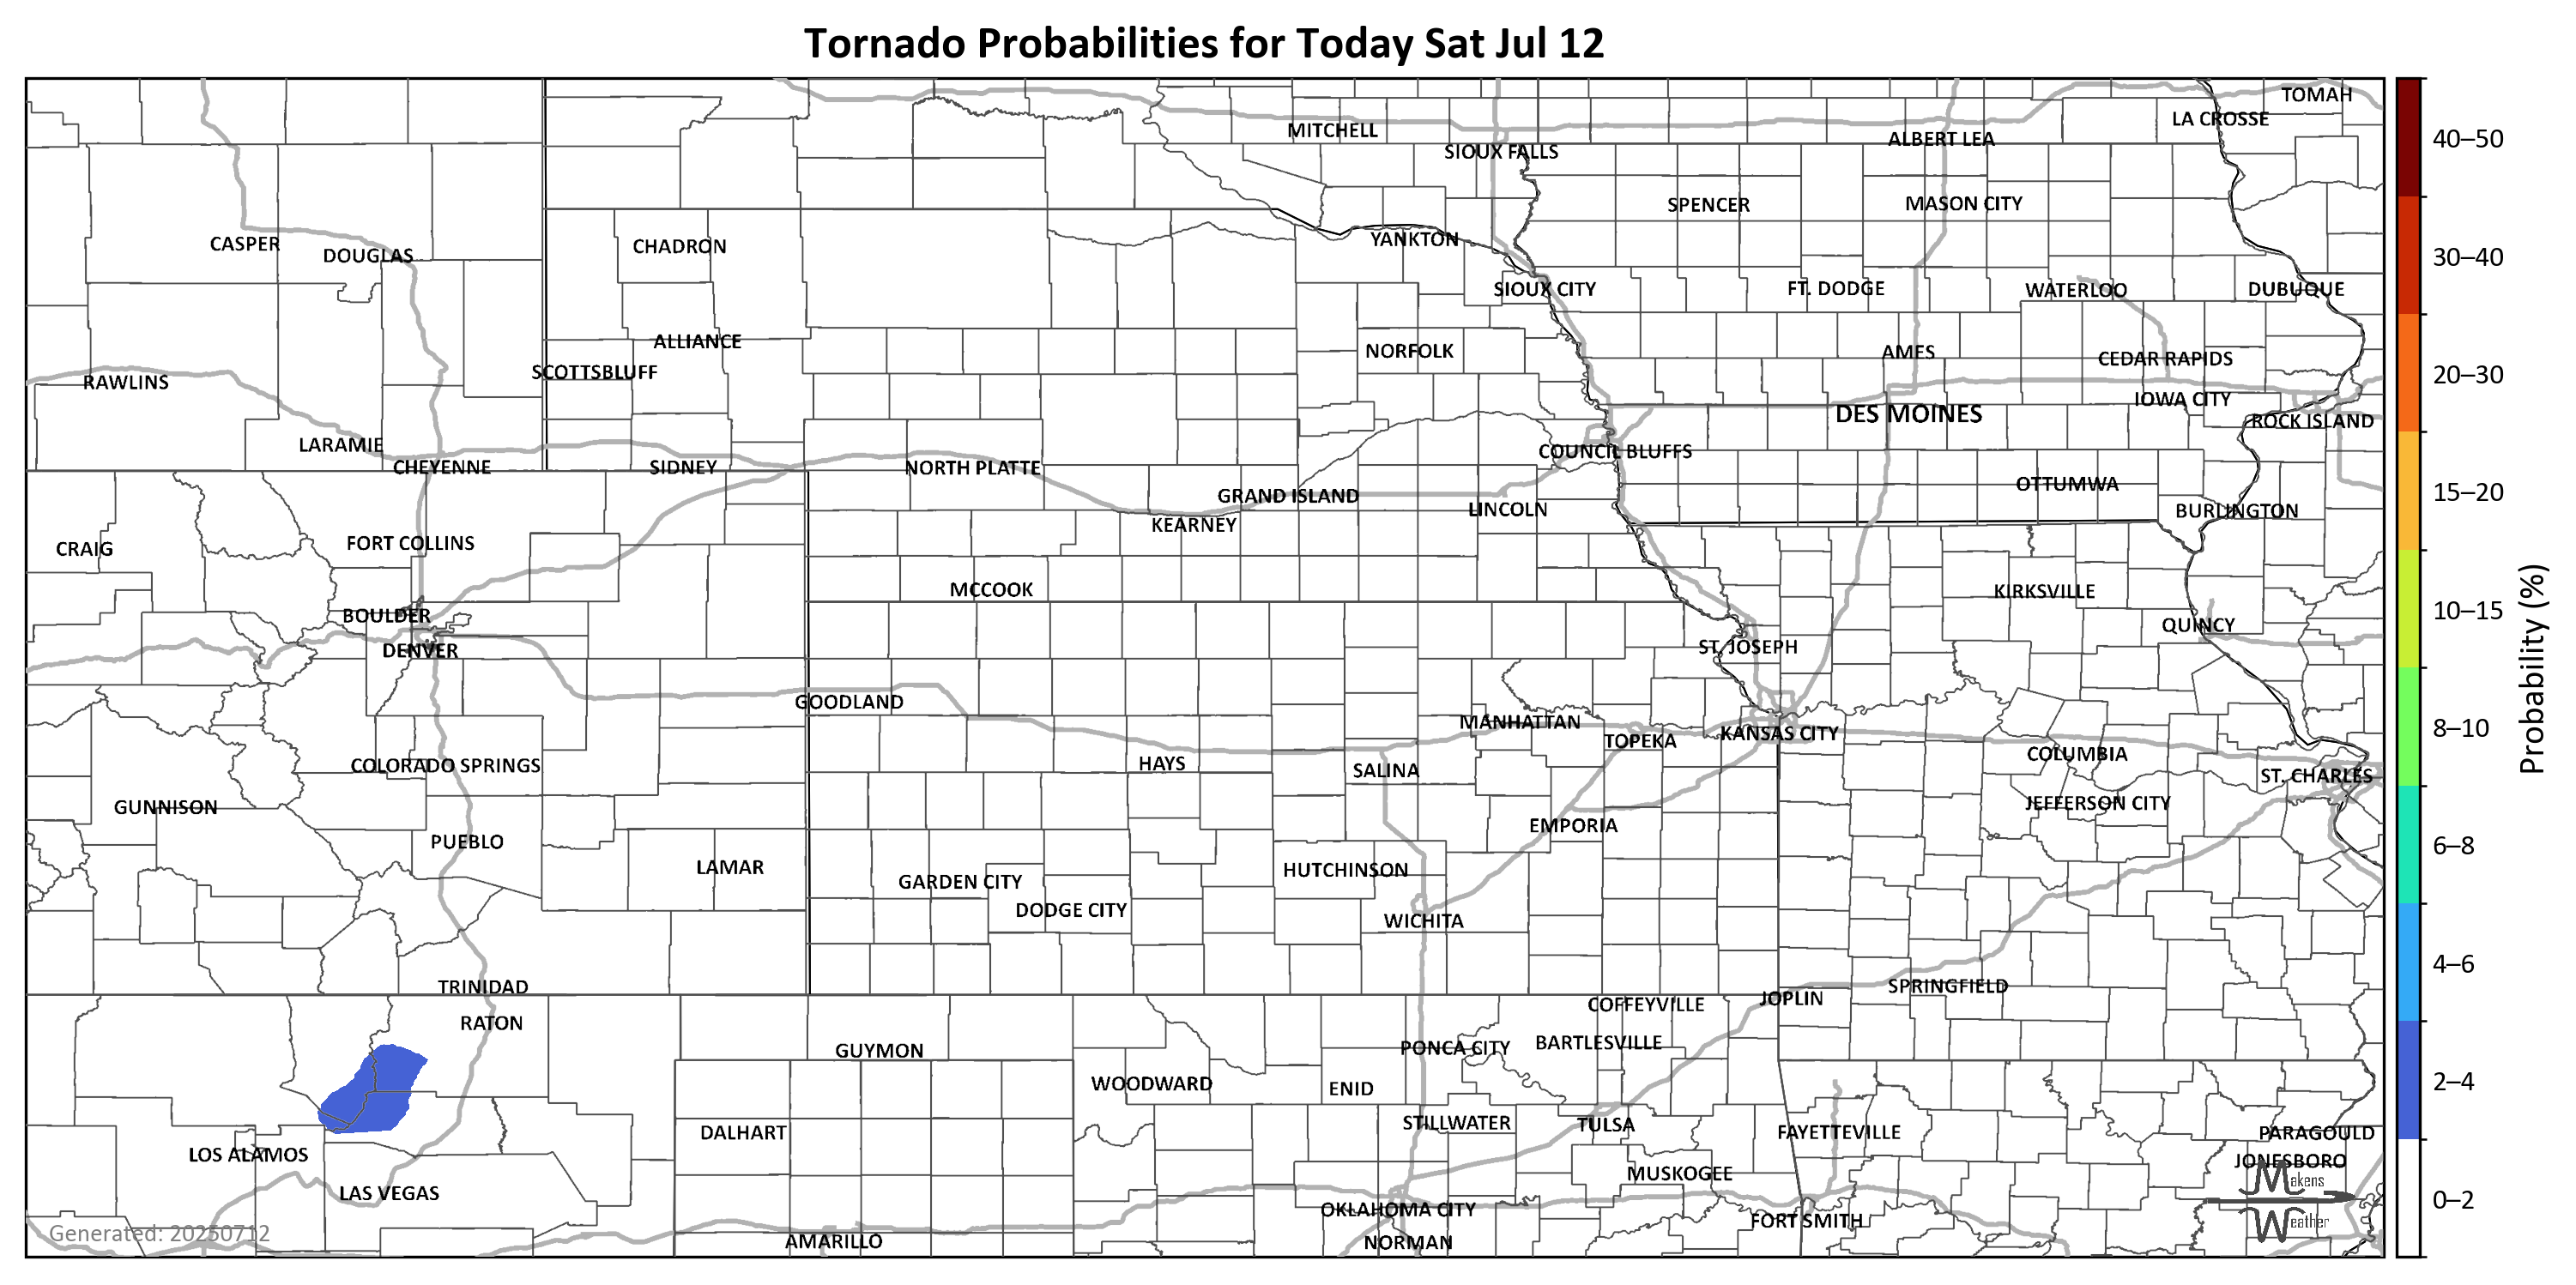 Tornado Probabilities for Today Sat Jul 12
TOMAH
LA CROSSE
MITCHELL
ALBERT LEA
SIOUX FALLS
SPENCER
MASON CITY
YANKTON
CASPER
CHADRON
DOUGLAS
SIOUX CITY
FT. DODGE
WATERLOO
DUBUQUE
ALLIANCE
NORFOLK
AMES
CEDAR RAPIDS
SCOTTSBLUFF
RAWLINS
IOWA CITY
DES MOINES
ROCK ISLAND
LARAMIE
COUNCIL BLUFFS
CHEYENNE
SIDNEY
NORTH PLATTE
OTTUMWA
GRAND ISLAND
LINCOLN
BURLINGTON
KEARNEY
CRAIG
FORT COLLINS
MCCOOK
KIRKSVILLE
BOULDER
QUINCY
DENVER
ST. JOSEPH
GOODLAND
MANHATTAN
KANSAS CITY
TOPEKA
COLUMBIA
COLORADO SPRINGS
HAYS
SALINA
ST. CHARLES
GUNNISON
JEFFERSON CITY
EMPORIA
PUEBLO
LAMAR
HUTCHINSON
GARDEN CITY
DODGE CITY
WICHITA
TRINIDAD
SPRINGFIELD
JOPLIN
COFFEYVILLE
RATON
BARTLESVILLE
PONCA CITY
GUYMON
WOODWARD
ENID
STILLWATER
TULSA
DALHART
FAYETTEVILLE
PARAGOULD
LOS ALAMOS
JONESBORO
MUSKOGEE
LAS VEGAS
OKLAHOMA CITY
FORT SMITH
AMARILLO
NORMAN
Generated: 20250712
Makens
Weather
40–50
30–40
20–30
15–20
10–15
8–10
6–8
4–6
2–4
0–2
Probability (%)